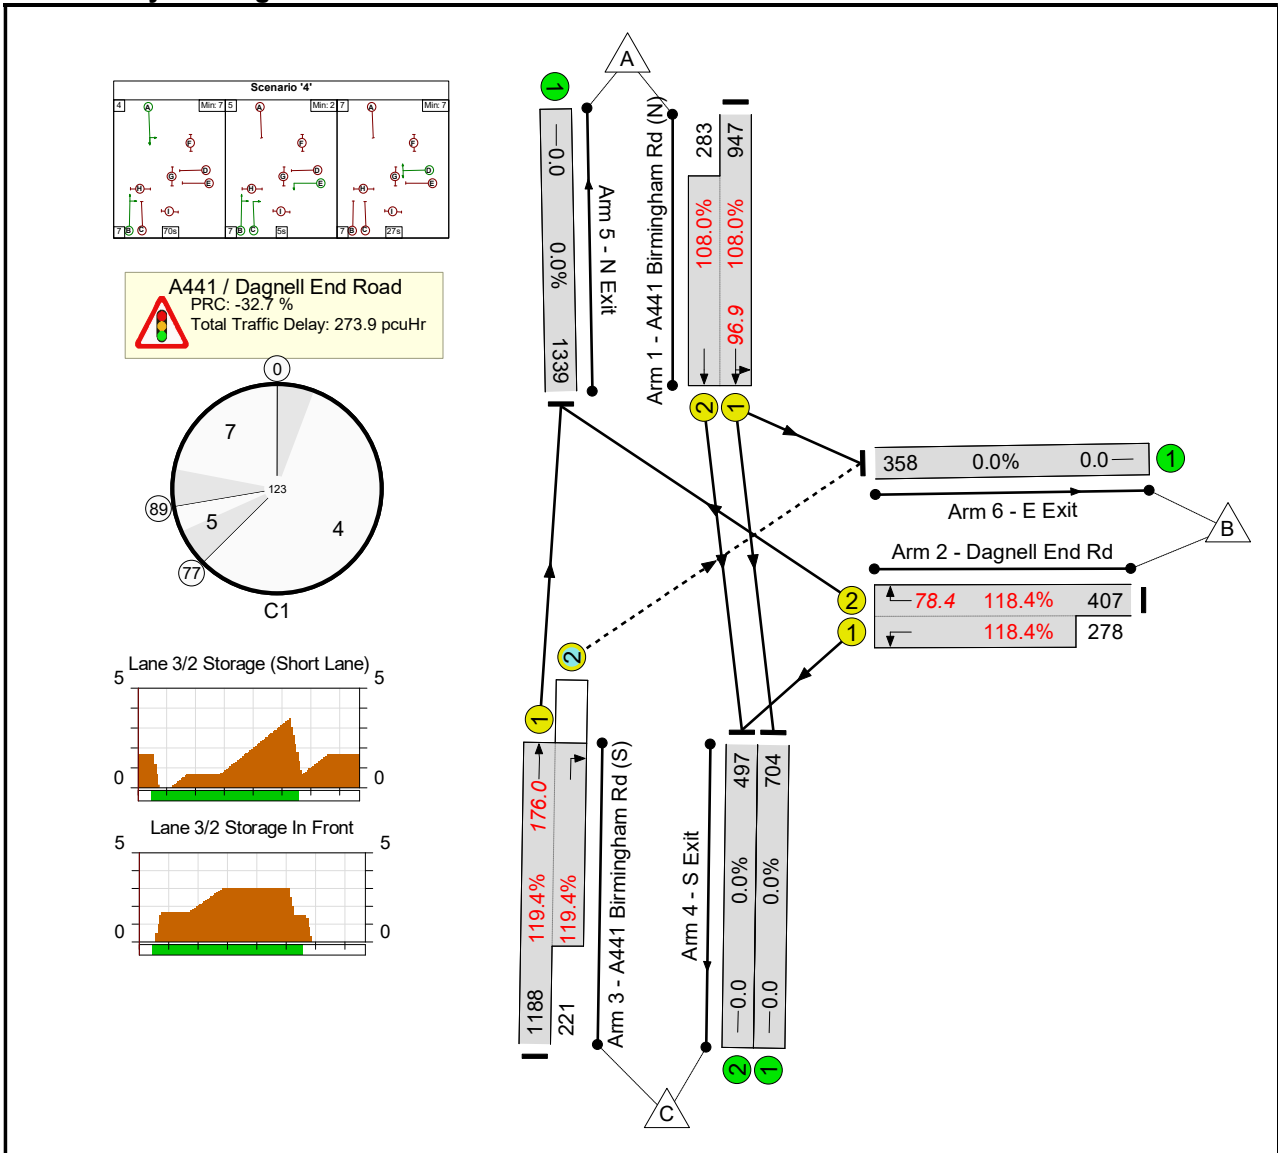 Scenario '4'
4
A
Min: 7
F
G
D
E
H
I
B
C
7
70s
5
A
Min: 2
F
G
D
E
H
I
B
C
7
5s
7
A
Min: 7
F
G
D
E
H
I
B
C
7
27s
A441 / Dagnell End Road
PRC: -32.7 %
Total Traffic Delay: 273.9 pcuHr
0
7
123
89
5
4
77
C1
Lane 3/2 Storage (Short Lane)
5
5
0
0
Lane 3/2 Storage In Front
5
5
0
0
A
1
0.0
0.0%
1339
Arm 5 - N Exit
Arm 1 - A441 Birmingham Rd (N)
283
108.0%
947
108.0%
96.9
2
1
358
0.0%
0.0
1
Arm 6 - E Exit
B
Arm 2 - Dagnell End Rd
2
78.4
118.4%
407
1
118.4%
278
2
1
176.0
119.4%
1188
119.4%
221
Arm 3 - A441 Birmingham Rd (S)
Arm 4 - S Exit
497
0.0%
0.0
704
0.0%
0.0
2
1
C